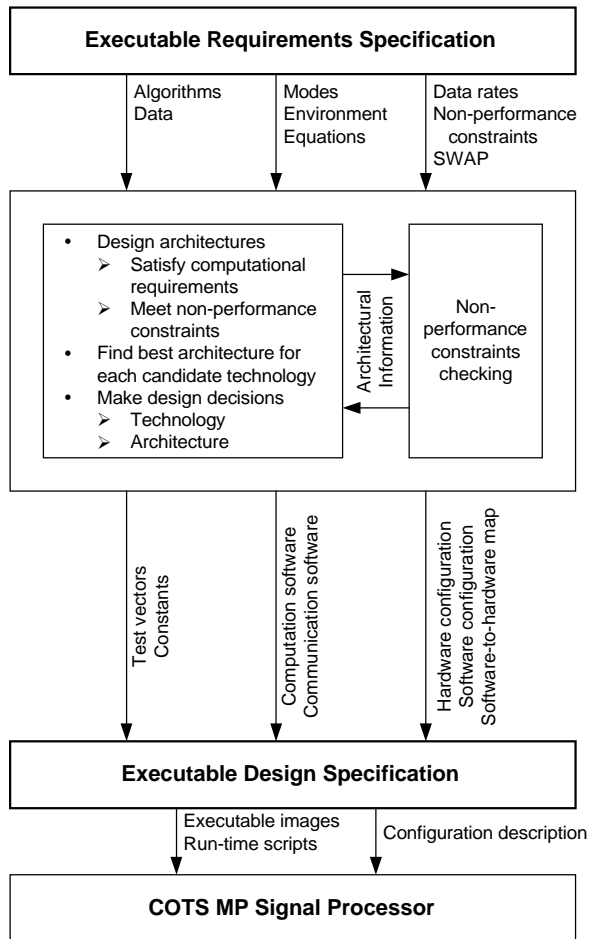 Executable Requirements Specification
Algorithms
Data
Modes
Environment
Equations
Data rates
Non-performance
constraints
SWAP
• Design architectures
➢ Satisfy computational
requirements
➢ Meet non-performance
constraints
• Find best architecture for
each candidate technology
• Make design decisions
➢ Technology
➢ Architecture
Architectural
Information
Non-
performance
constraints
checking
Test vectors
Constants
Computation software
Communication software
Hardware configuration
Software configuration
Software-to-hardware map
Executable Design Specification
Executable images
Run-time scripts
Configuration description
COTS MP Signal Processor